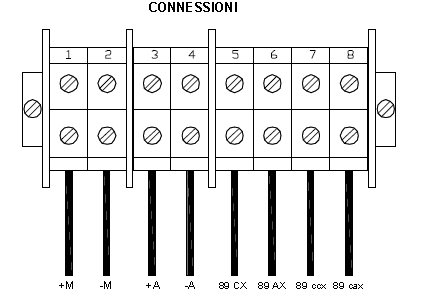 CONNESSIONI
1 2 3 4 5 6 7 8
+M -M +A -A 89 CX 89 AX 89 ccx 89 cax